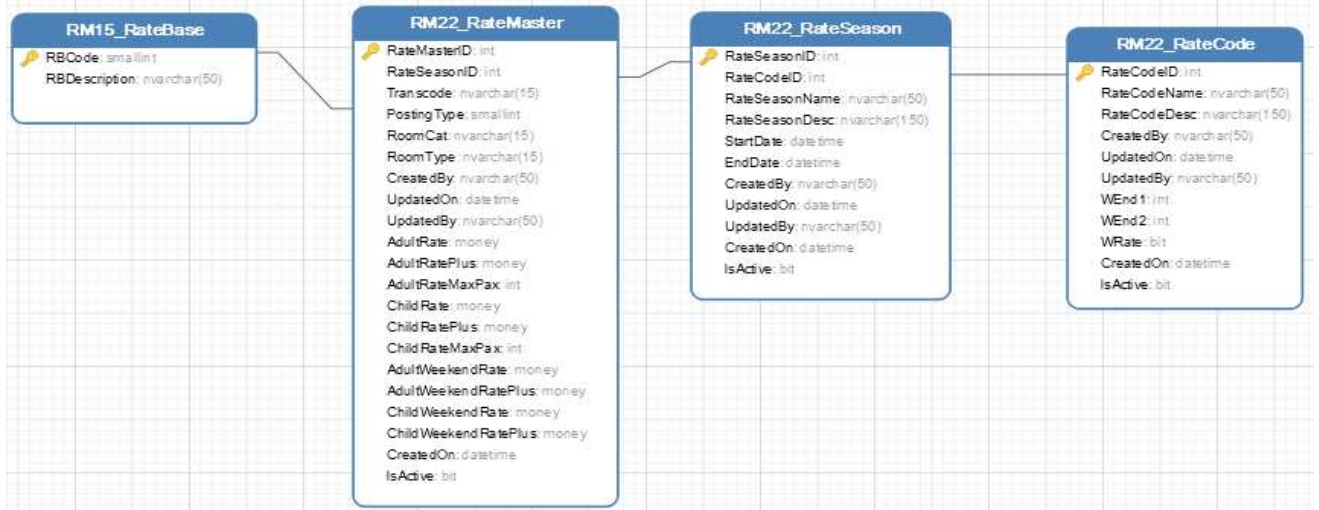 RM15_RateBase
RBCode: smallint
RBDescription: nvarchar(50)
RM22_RateMaster
RateMasterID: int
RateSeasonID: int
Transcode: nvarchar(15)
PostingType: smallint
RoomCat: nvarchar(15)
RoomType: nvarchar(15)
CreatedBy: nvarchar(50)
UpdatedOn: datetime
UpdatedBy: nvarchar(50)
AdultRate: money
AdultRatePlus: money
AdultRateMaxPax: int
ChildRate: money
ChildRatePlus: money
ChildRateMaxPax: int
AdultWeekendRate: money
AdultWeekendRatePlus: money
ChildWeekendRate: money
ChildWeekendRatePlus: money
CreatedOn: datetime
IsActive: bit
RM22_RateSeason
RateSeasonID: int
RateCodeID: int
RateSeasonName: nvarchar(50)
RateSeasonDesc: nvarchar(150)
StartDate: datetime
EndDate: datetime
CreatedBy: nvarchar(50)
UpdatedOn: datetime
UpdatedBy: nvarchar(50)
CreatedOn: datetime
IsActive: bit
RM22_RateCode
RateCodeID: int
RateCodeName: nvarchar(50)
RateCodeDesc: nvarchar(150)
CreatedBy: nvarchar(50)
UpdatedOn: datetime
UpdatedBy: nvarchar(50)
WEnd1: int
WEnd2: int
WRate: bit
CreatedOn: datetime
IsActive: bit